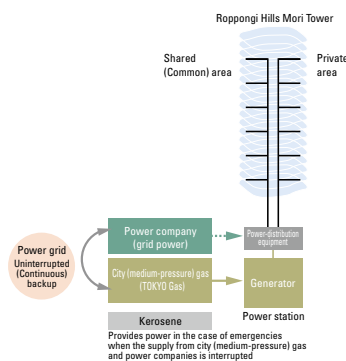 Roppongi Hills Mori Tower
Shared
(Common) area
Private
area
Power company
(grid power)
Power-distribution
equipment
Power grid
Uninterrupted
(Continuous)
backup
City (medium-pressure) gas
(TOKYO Gas)
Generator
Power station
Kerosene
Provides power in the case of emergencies
when the supply from city (medium-pressure) gas
and power companies is interrupted